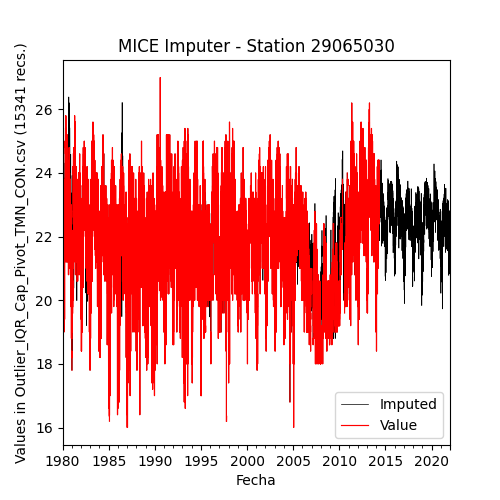 MICE Imputer - Station 29065030
Values in Outlier_IQR_Cap_Pivot_TMN_CON.csv (15341 recs.)
26
24
22
20
18
16
Imputed
Value
1980 1985 1990 1995 2000 2005 2010 2015 2020
Fecha